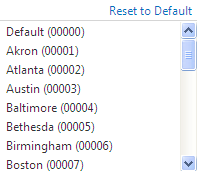 Reset to Default
Default (00000)
Akron (00001)
Atlanta (00002)
Austin (00003)
Baltimore (00004)
Bethesda (00005)
Birmingham (00006)
Boston (00007)